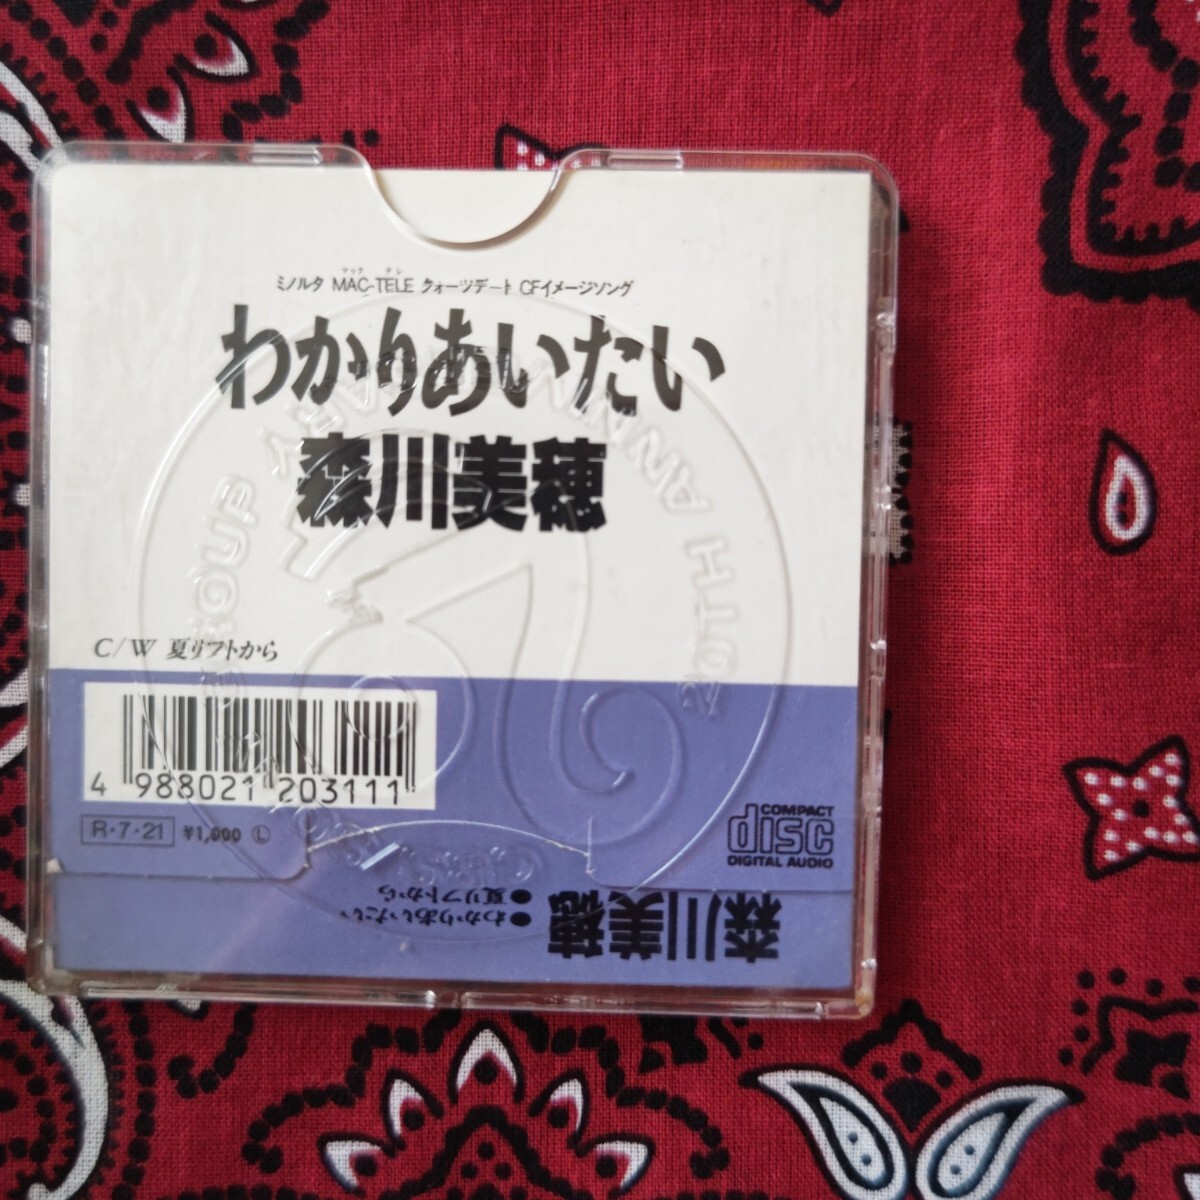 マック テレ
ミノルタ MAC-TELE クォーツデート CFイメージソング
わかりあいたい
森川美穂
20TH ANNIVERSARY
GROUP
C/W 夏リフトから
4 988021 203111
R・7・21 ¥1,000 Ⓛ
COMPACT
disc
DIGITAL AUDIO
森川美穂
●わかりあいたい
●夏リフトから